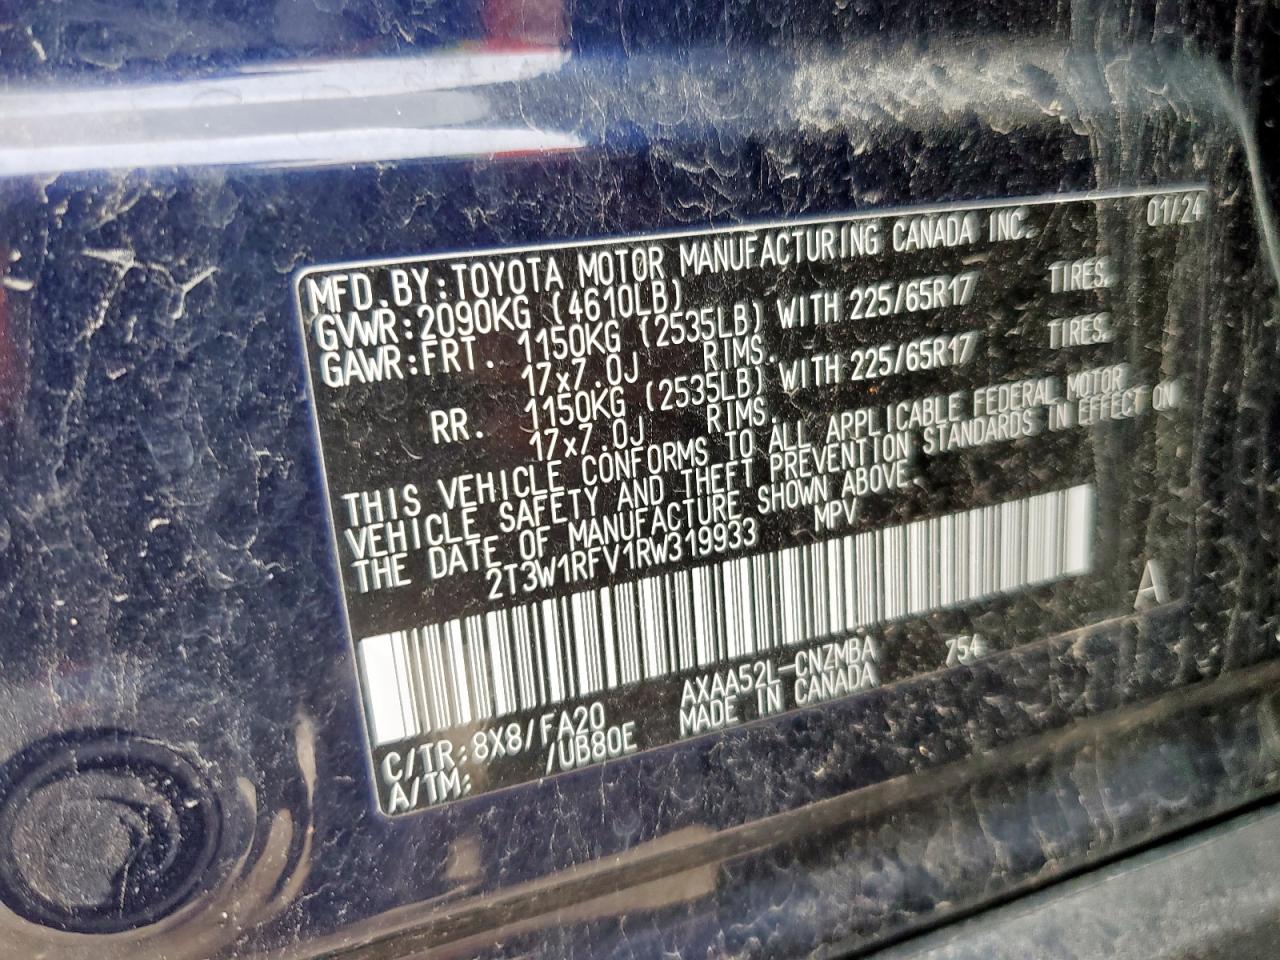 MFD.BY:TOYOTA MOTOR MANUFACTURING CANADA INC. 01/24
GVWR:2090KG (4610LB)
GAWR:FRT. 1150KG (2535LB) WITH 225/65R17 TIRES.
17x7.0J RIMS.
RR. 1150KG (2535LB) WITH 225/65R17 TIRES.
17x7.0J RIMS.
THIS VEHICLE CONFORMS TO ALL APPLICABLE FEDERAL MOTOR
VEHICLE SAFETY AND THEFT PREVENTION STANDARDS IN EFFECT ON
THE DATE OF MANUFACTURE SHOWN ABOVE.
2T3W1RFV1RW319933 MPV
A
C/TR:8X8/FA20 AXAA52L-CNZMBA 754
A/TM: /UB80E MADE IN CANADA